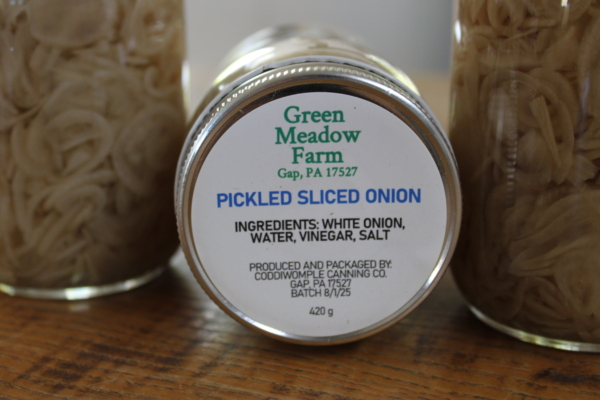 Green
Meadow
Farm
Gap, PA 17527
PICKLED SLICED ONION
INGREDIENTS: WHITE ONION,
WATER, VINEGAR, SALT
PRODUCED AND PACKAGED BY:
CODDIWOMPLE CANNING CO.
GAP, PA 17527
BATCH 8/1/25
420 g